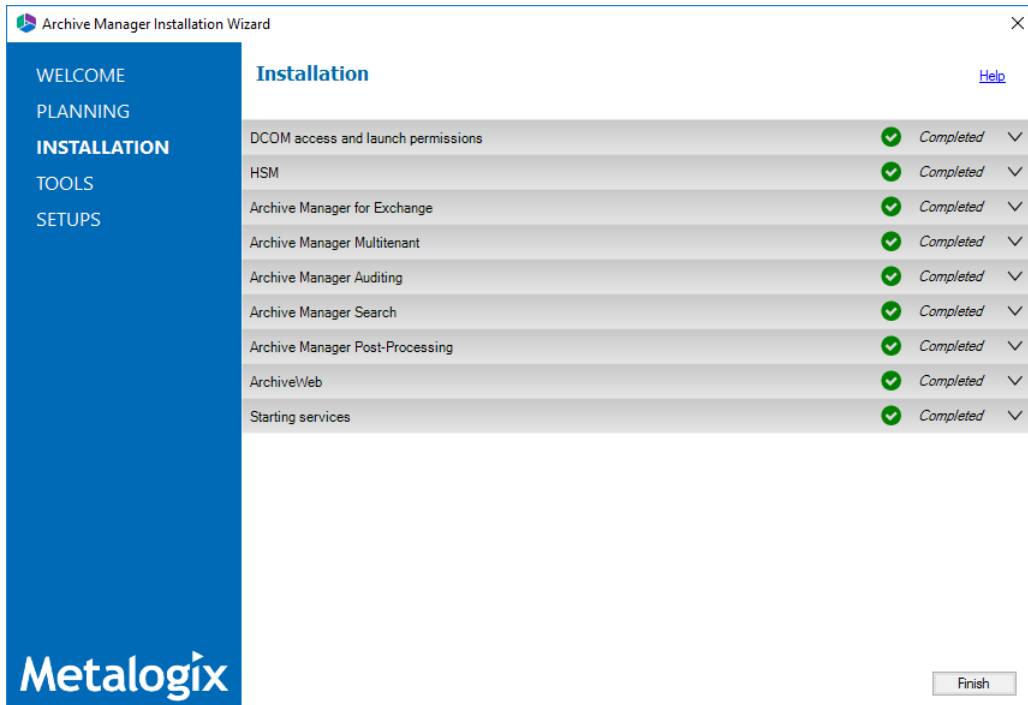 Archive Manager Installation Wizard
WELCOME
PLANNING
INSTALLATION
TOOLS
SETUPS
Installation
Help
DCOM access and launch permissions Completed
HSM Completed
Archive Manager for Exchange Completed
Archive Manager Multitenant Completed
Archive Manager Auditing Completed
Archive Manager Search Completed
Archive Manager Post-Processing Completed
ArchiveWeb Completed
Starting services Completed
Metalogix
Finish